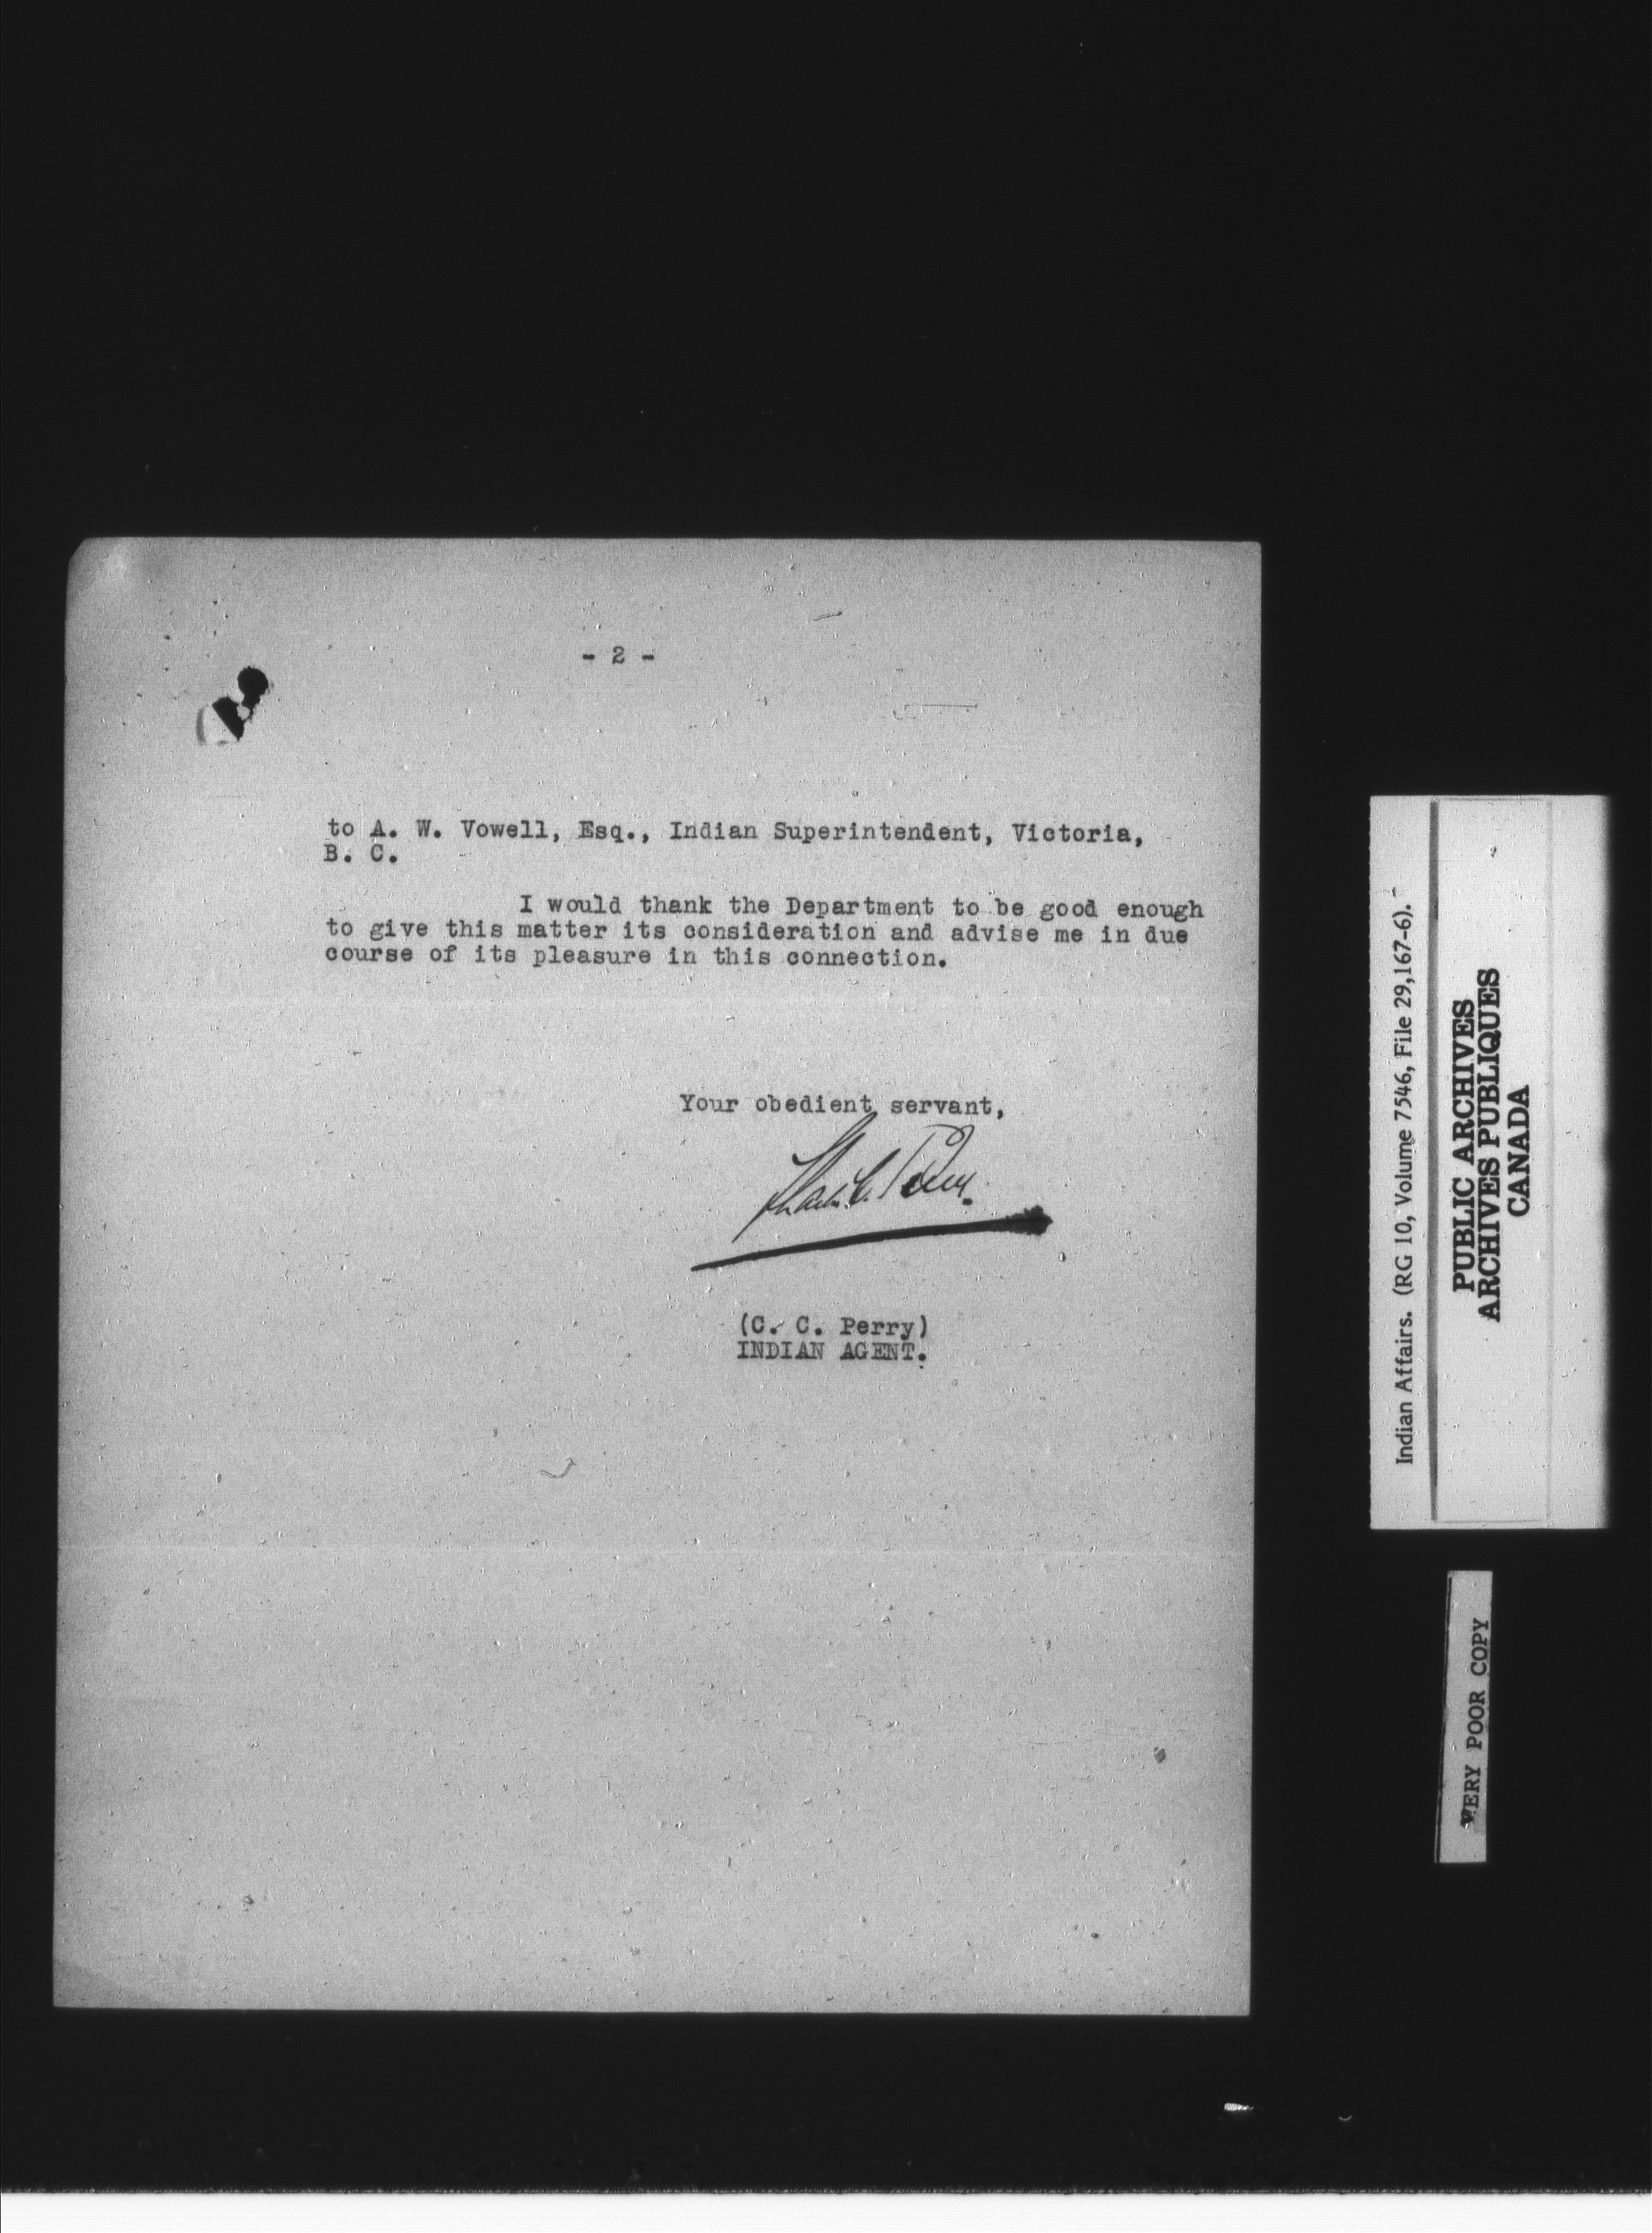 - 2 -
to A. W. Vowell, Esq., Indian Superintendent, Victoria,
B. C.
I would thank the Department to be good enough
to give this matter its consideration and advise me in due
course of its pleasure in this connection.
Your obedient servant,
(C. C. Perry)
INDIAN AGENT.
Indian Affairs. (RG 10, Volume 7546, File 29,167-6).
PUBLIC ARCHIVES
ARCHIVES PUBLIQUES
CANADA
VERY POOR COPY